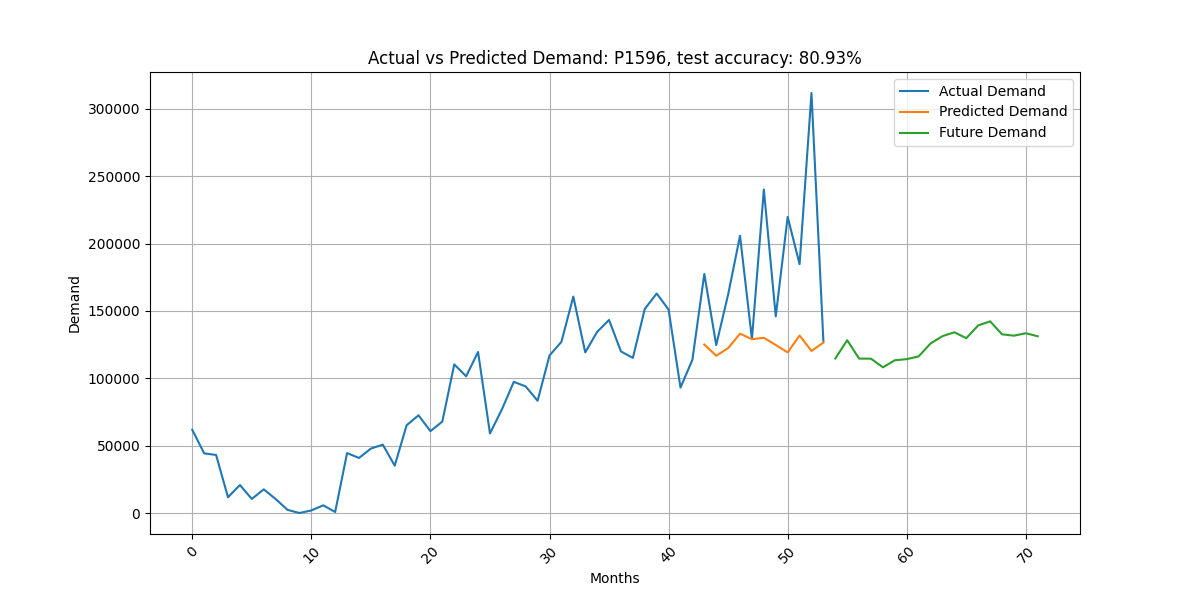 Actual vs Predicted Demand: P1596, test accuracy: 80.93%
Actual Demand
Predicted Demand
Future Demand
300000
250000
200000
150000
100000
50000
0
Demand
0 10 20 30 40 50 60 70
Months